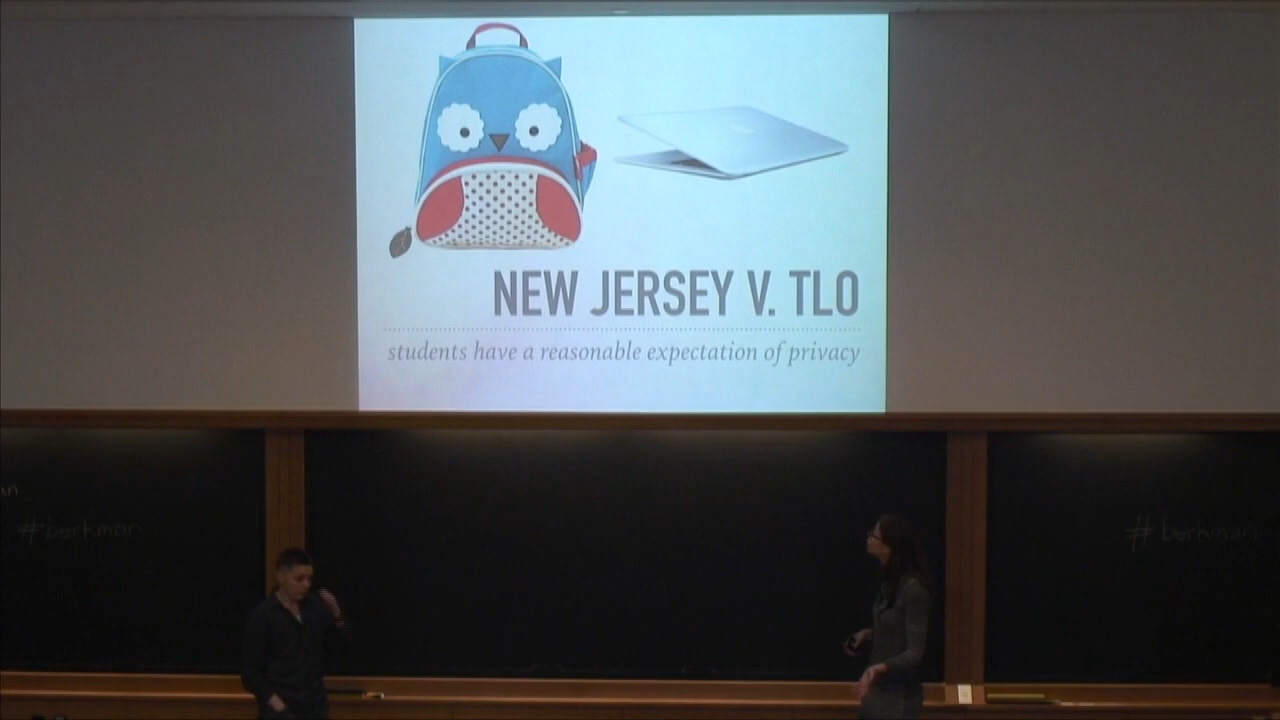 NEW JERSEY V. TLO
students have a reasonable expectation of privacy
#berkman
#berkman